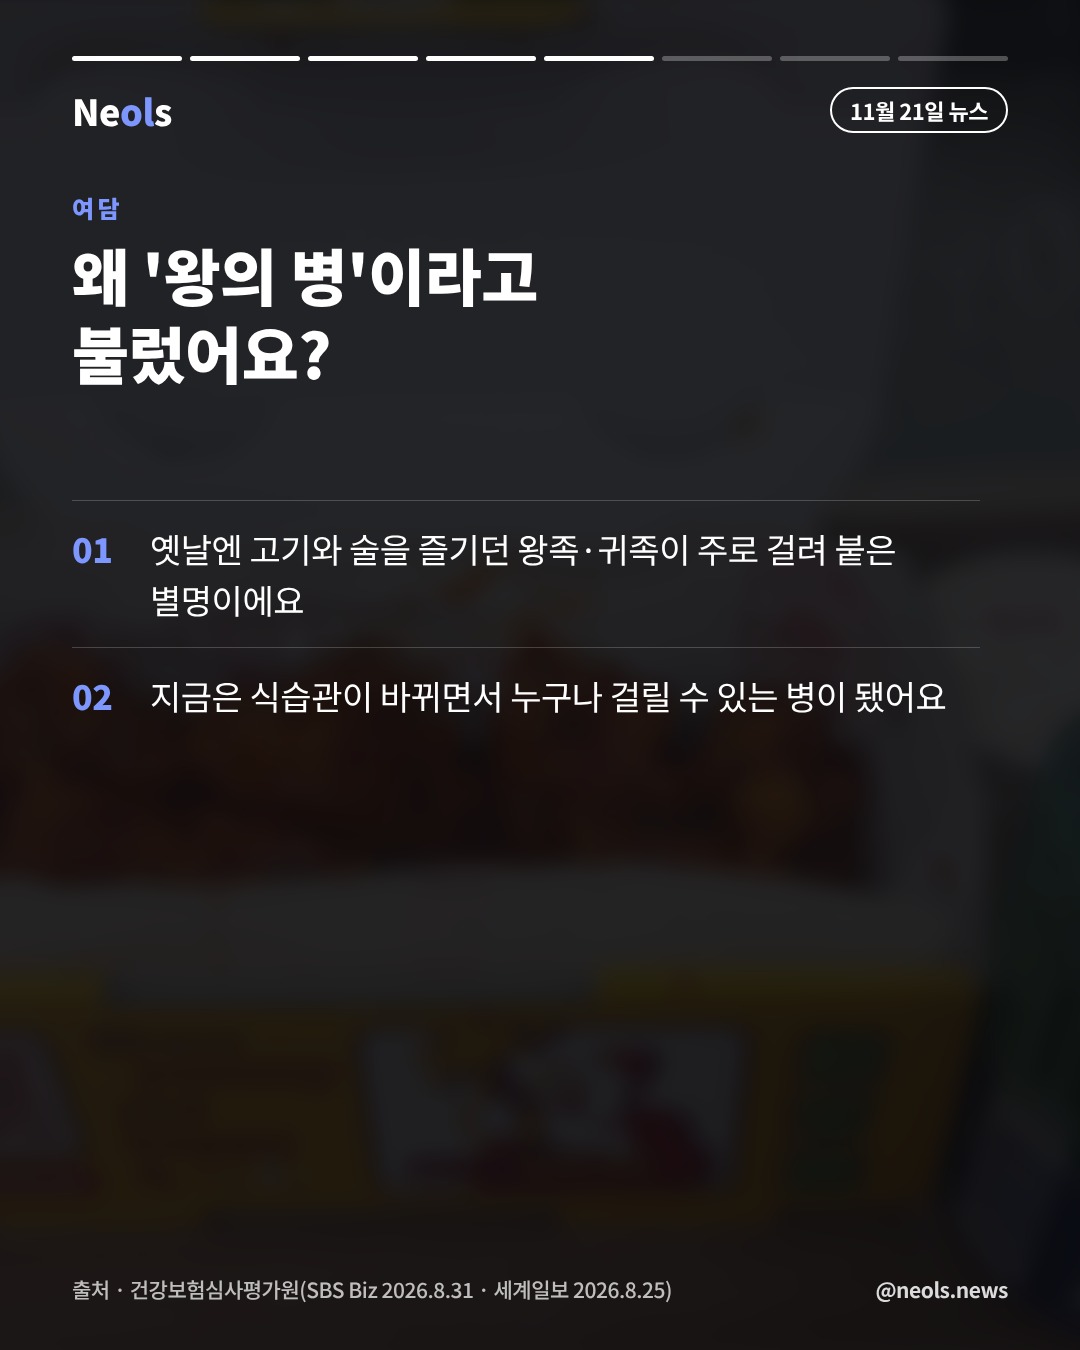 Neols
11월 21일 뉴스
여담
왜 '왕의 병'이라고
불렀어요?
01 옛날엔 고기와 술을 즐기던 왕족·귀족이 주로 걸려 붙은
별명이에요
02 지금은 식습관이 바뀌면서 누구나 걸릴 수 있는 병이 됐어요
출처 · 건강보험심사평가원(SBS Biz 2026.8.31 · 세계일보 2026.8.25)
@neols.news